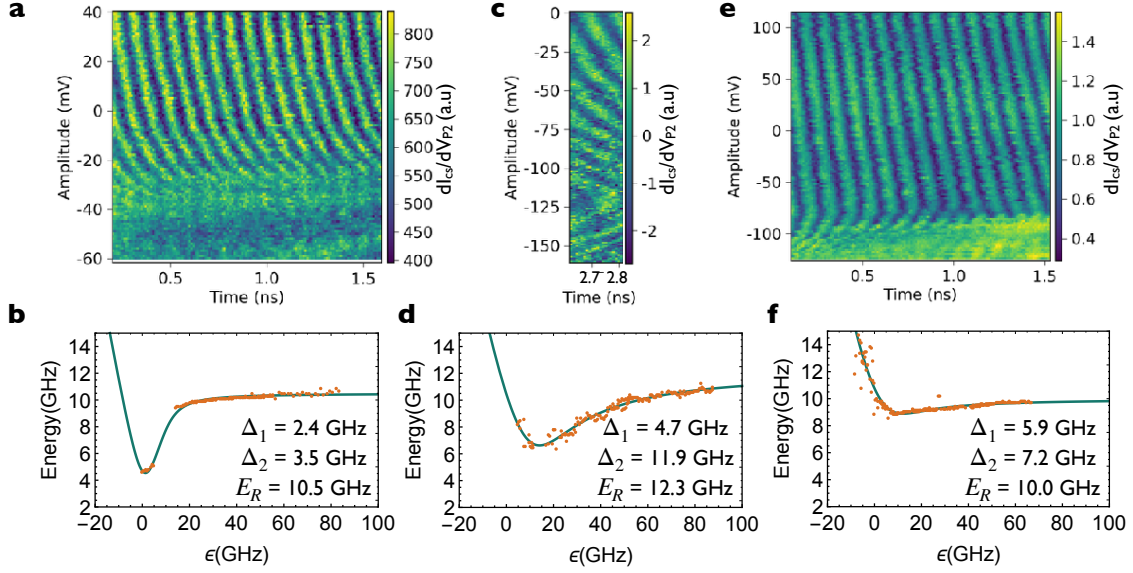 a
Amplitude (mV)
40
20
0
-20
-40
-60
0.5
1.0
1.5
Time (ns)
800
750
700
650
600
550
500
450
400
dI_cs/dV_P2 (a.u)
c
Amplitude (mV)
0
-25
-50
-75
-100
-125
-150
2.7
2.8
Time (ns)
2
1
0
-1
-2
dI_cs/dV_P2 (a.u)
e
Amplitude (mV)
100
50
0
-50
-100
0.5
1.0
1.5
Time (ns)
1.4
1.2
1.0
0.8
0.6
0.4
dI_cs/dV_P2 (a.u)
b
Energy(GHz)
14
12
10
8
6
4
2
Δ₁ = 2.4 GHz
Δ₂ = 3.5 GHz
E_R = 10.5 GHz
−20 0 20 40 60 80 100
ϵ(GHz)
d
Energy(GHz)
14
12
10
8
6
4
2
Δ₁ = 4.7 GHz
Δ₂ = 11.9 GHz
E_R = 12.3 GHz
−20 0 20 40 60 80 100
ϵ(GHz)
f
Energy(GHz)
14
12
10
8
6
4
2
Δ₁ = 5.9 GHz
Δ₂ = 7.2 GHz
E_R = 10.0 GHz
−20 0 20 40 60 80 100
ϵ(GHz)